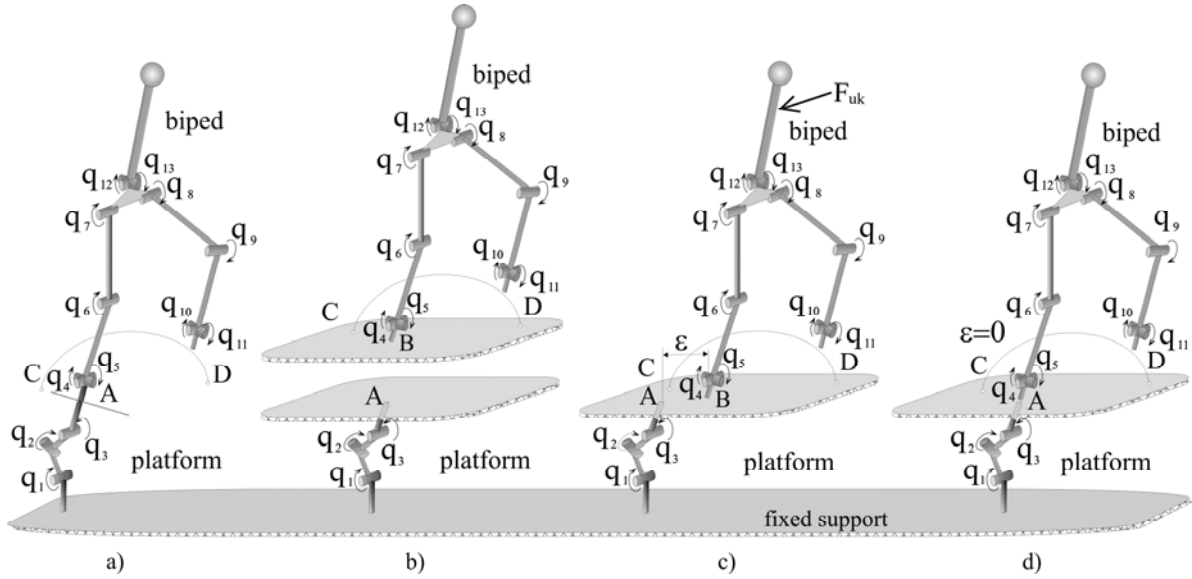 biped
q12
q13
q8
q7
q9
q6
q10
q11
q5
C
D
q4
A
q2
q3
q1
platform
a)
biped
q12
q13
q8
q7
q9
q6
q10
q11
C
q5
D
q4
B
A
q2
q3
q1
platform
b)
Fuk
biped
q12
q13
q8
q7
q9
q6
q10
q11
ε
C
q5
D
q4
A
B
q2
q3
q1
platform
c)
biped
q12
q13
q8
q7
q9
q6
q10
q11
ε=0
C
q5
D
q4
A
q2
q3
q1
platform
d)
fixed support